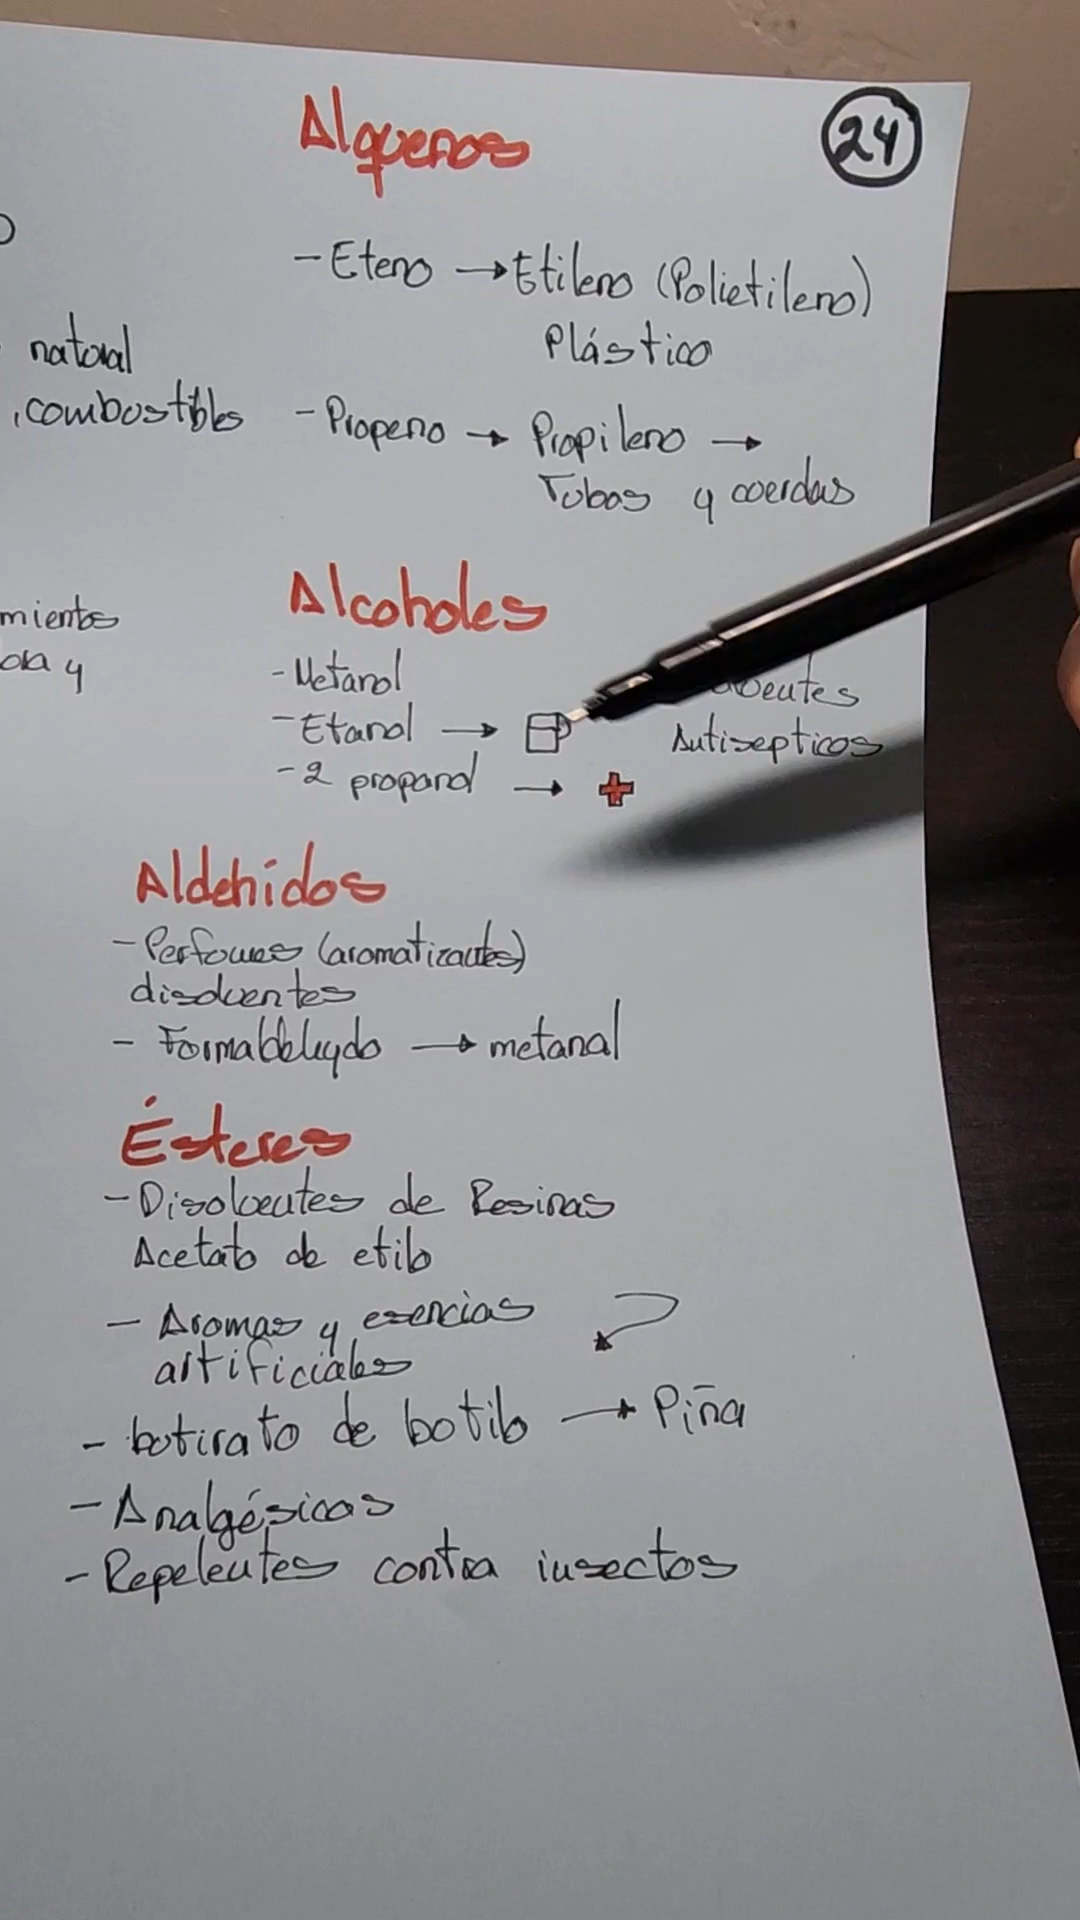 Alquenos
24
- Eteno → Etileno (Polietileno)
Plástico
natural
, combustibles
- Propeno → Propileno →
Tubos y cuerdas
Alcoholes
- Metanol
- Etanol →
Antisepticos
- 2 propanol →
Aldehidos
- Perfumes (aromatizantes)
disolventes
- Formaldehydo → metanal
Ésteres
- Disolventes de Resinas
Acetato de etilo
- Aromas y esencias
artificiales
- butirato de butilo → Piña
- Analgésicos
- Repelentes contra insectos